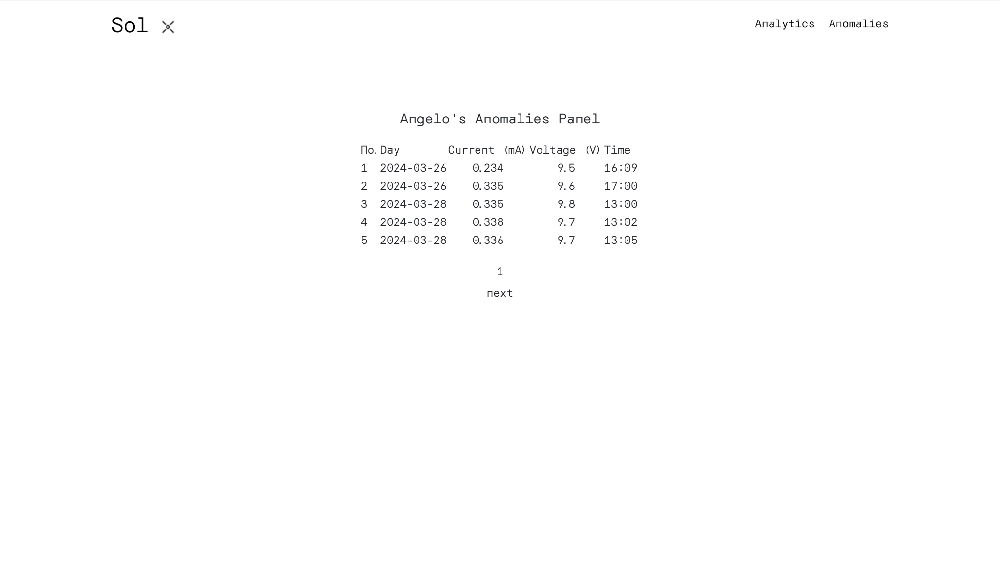 Sol
Analytics Anomalies
Angelo's Anomalies Panel
No. Day Current (mA) Voltage (V) Time
1 2024-03-26 0.234 9.5 16:09
2 2024-03-26 0.335 9.6 17:00
3 2024-03-28 0.335 9.8 13:00
4 2024-03-28 0.338 9.7 13:02
5 2024-03-28 0.336 9.7 13:05
1
next